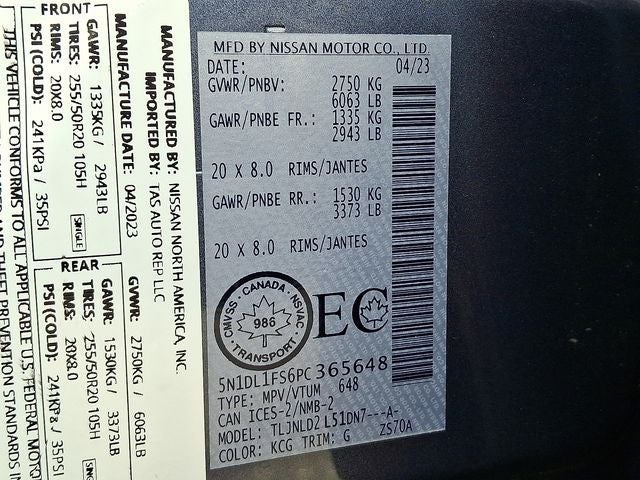 MFD BY NISSAN MOTOR CO., LTD.
DATE: 04/23
GVWR/PNBV: 2750 KG
6063 LB
GAWR/PNBE FR.: 1335 KG
2943 LB
20 X 8.0 RIMS/JANTES
GAWR/PNBE RR.: 1530 KG
3373 LB
20 X 8.0 RIMS/JANTES
CANADA · NSVAC · TRANSPORT · CMVSS ·
986
EC
5N1DL1FS6PC365648
TYPE: MPV/VTUM 648
CAN ICES-2/NMB-2
MODEL: TLJNLD2L51DN7---A-
ZS70A
COLOR: KCG TRIM: G
MANUFACTURED BY: NISSAN NORTH AMERICA, INC.
IMPORTED BY: TAS AUTO REP LLC
MANUFACTURE DATE: 04/2023 GVWR: 2750KG / 6063LB
FRONT
GAWR: 1335KG / 2943LB
TIRES: 255/50R20 105H SINGLE
RIMS: 20X8.0
PSI (COLD): 241KPa / 35PSI
REAR
GAWR: 1530KG / 3373LB
TIRES: 255/50R20 105H
RIMS: 20X8.0
PSI (COLD): 241KPa / 35PSI
THIS VEHICLE CONFORMS TO ALL APPLICABLE U.S. FEDERAL
AND THEFT PREVENTION STANDARDS